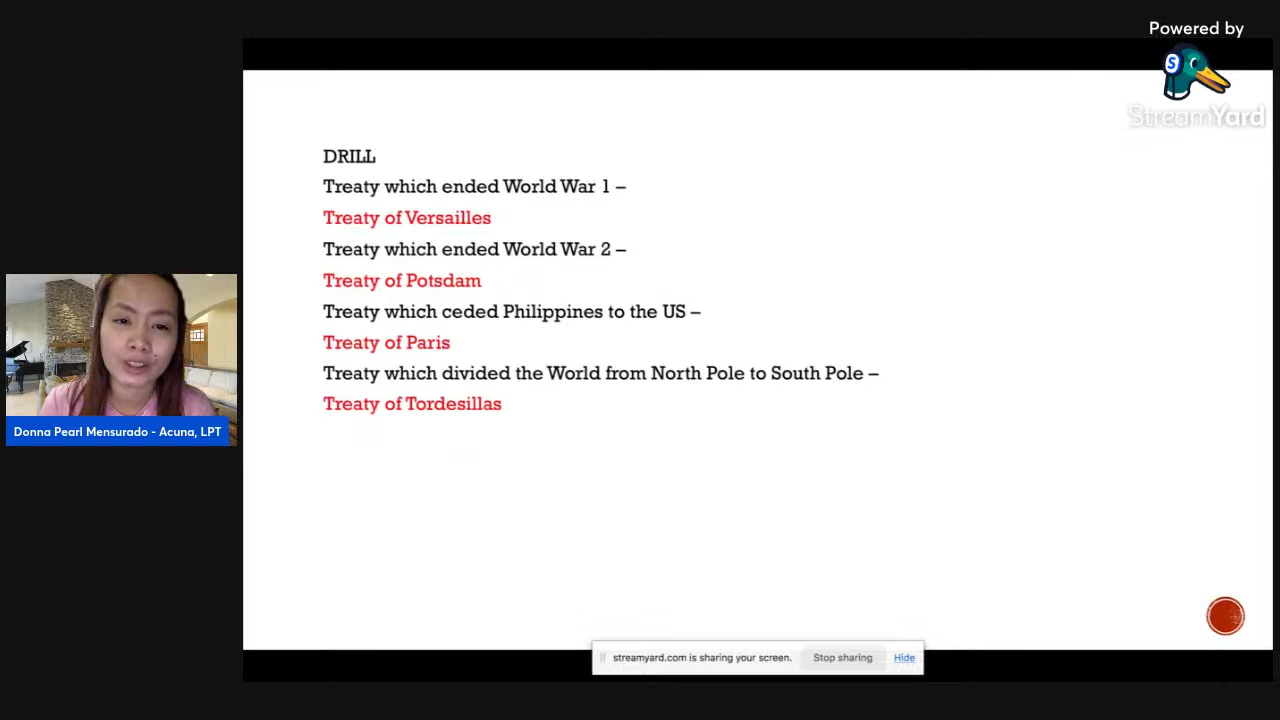 Powered by
StreamYard
DRILL
Treaty which ended World War 1 –
Treaty of Versailles
Treaty which ended World War 2 –
Treaty of Potsdam
Treaty which ceded Philippines to the US –
Treaty of Paris
Treaty which divided the World from North Pole to South Pole –
Treaty of Tordesillas
Donna Pearl Mensurado - Acuna, LPT
streamyard.com is sharing your screen. Stop sharing Hide